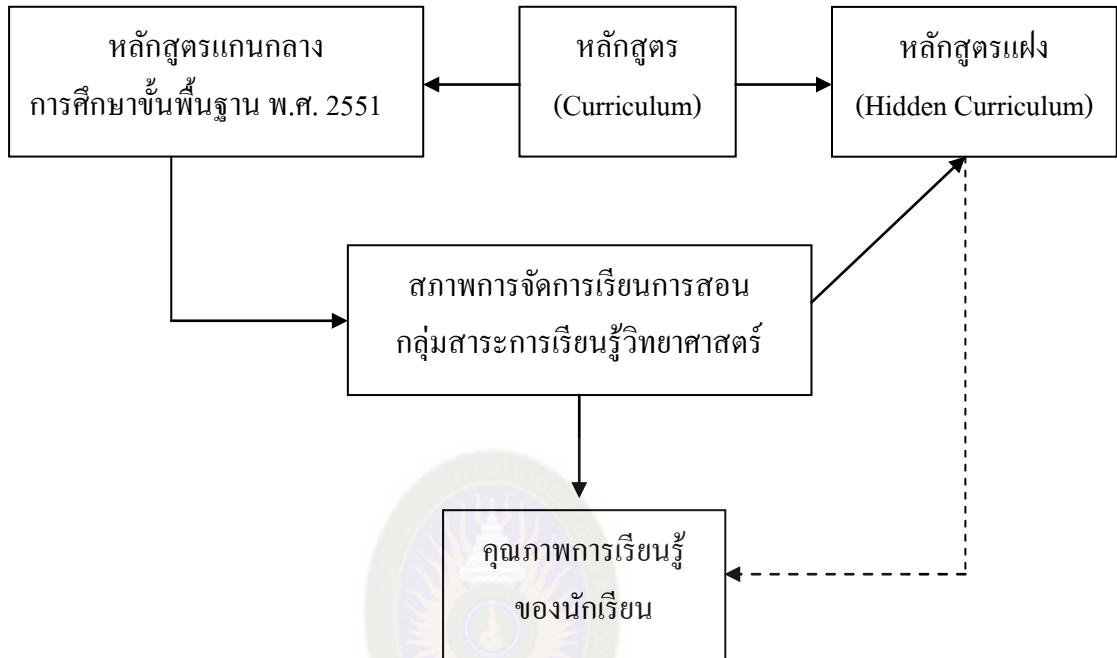 หลักสูตรแกนกลาง
การศึกษาขั้นพื้นฐาน พ.ศ. 2551
หลักสูตร
(Curriculum)
หลักสูตรแฝง
(Hidden Curriculum)
สภาพการจัดการเรียนการสอน
กลุ่มสาระการเรียนรู้วิทยาศาสตร์
คุณภาพการเรียนรู้
ของนักเรียน